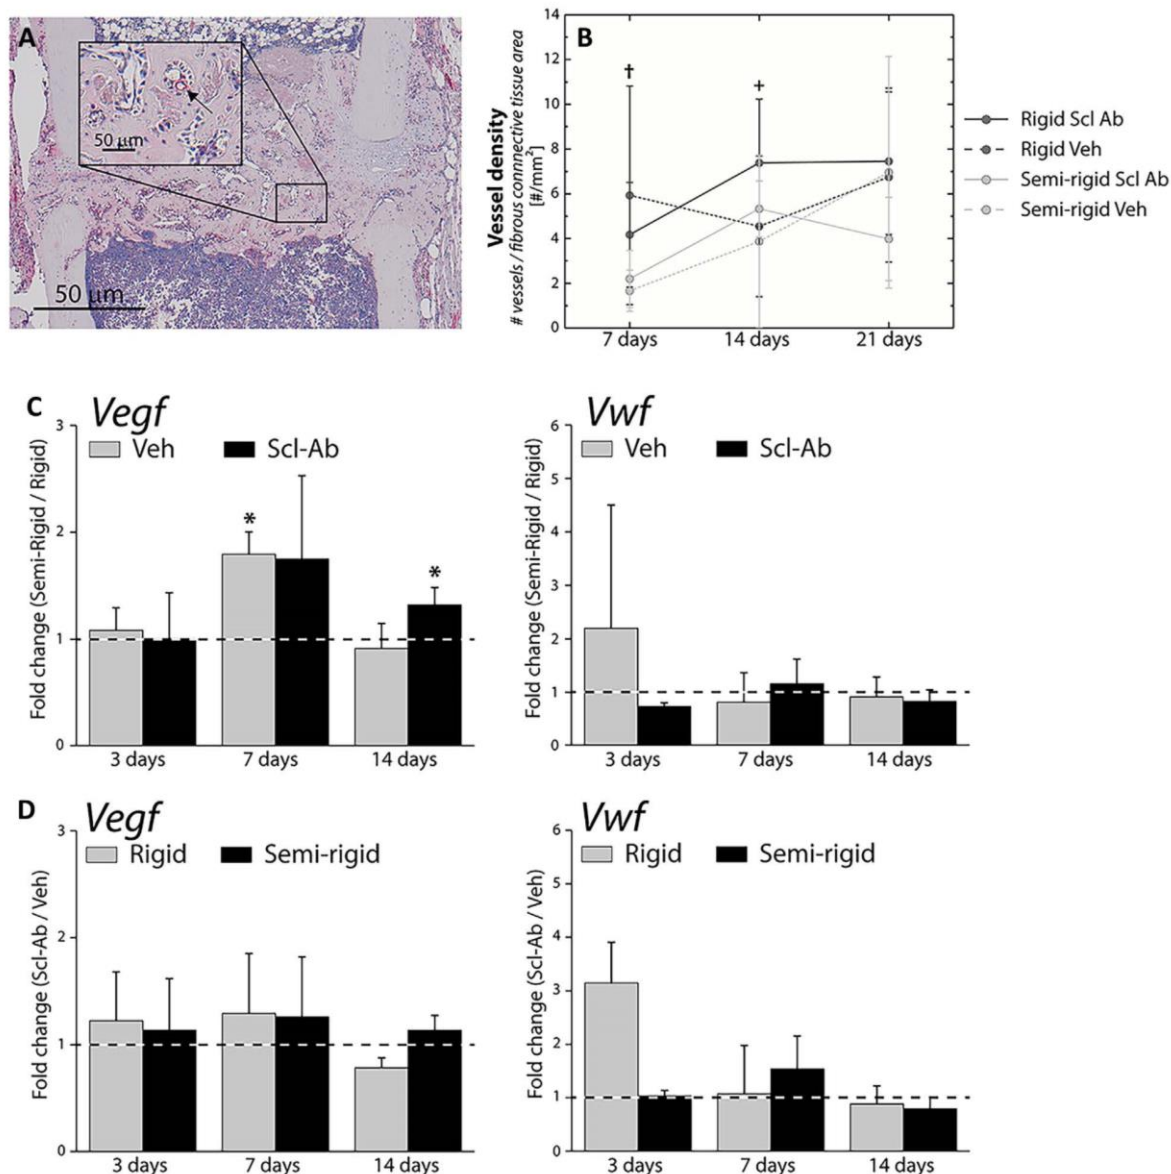 A
50 μm
50 μm
B
Vessel density
# vessels / fibrous connnective tissue area
[#/mm²]
14
12
10
8
6
4
2
0
†
+
7 days
14 days
21 days
Rigid Scl Ab
Rigid Veh
Semi-rigid Scl Ab
Semi-rigid Veh
C
Vegf
Veh
Scl-Ab
Fold change (Semi-Rigid / Rigid)
3
2
1
0
*
*
3 days
7 days
14 days
Vwf
Veh
Scl-Ab
Fold change (Semi-Rigid / Rigid)
6
5
4
3
2
1
0
3 days
7 days
14 days
D
Vegf
Rigid
Semi-rigid
Fold change (Scl-Ab / Veh)
3
2
1
0
3 days
7 days
14 days
Vwf
Rigid
Semi-rigid
Fold change (Scl-Ab / Veh)
6
5
4
3
2
1
0
3 days
7 days
14 days